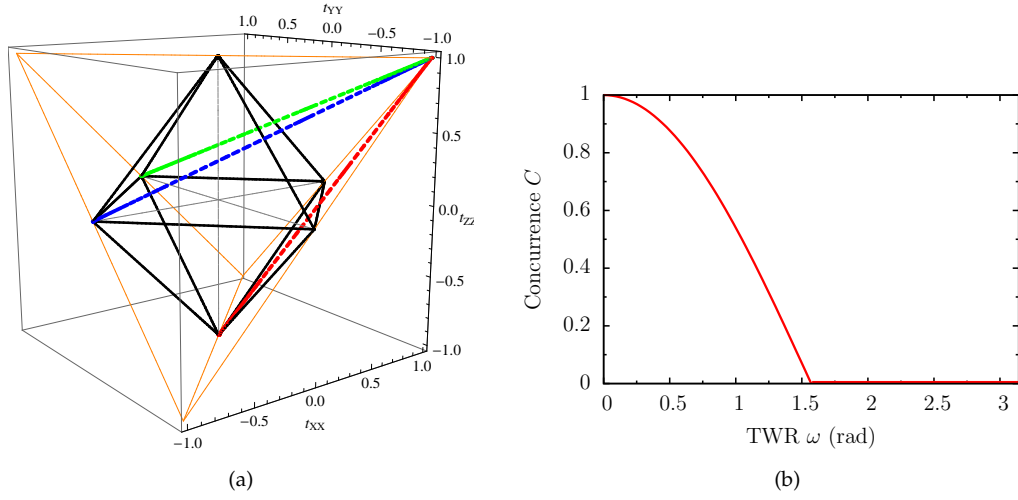 t_YY
1.0 0.5 0.0 −0.5 −1.0
1.0
0.5
0.0
t_ZZ
−0.5
−1.0
−1.0 −0.5 0.0 0.5 1.0
t_XX
(a)
Concurrence C
1
0.8
0.6
0.4
0.2
0
0 0.5 1 1.5 2 2.5 3
TWR ω (rad)
(b)